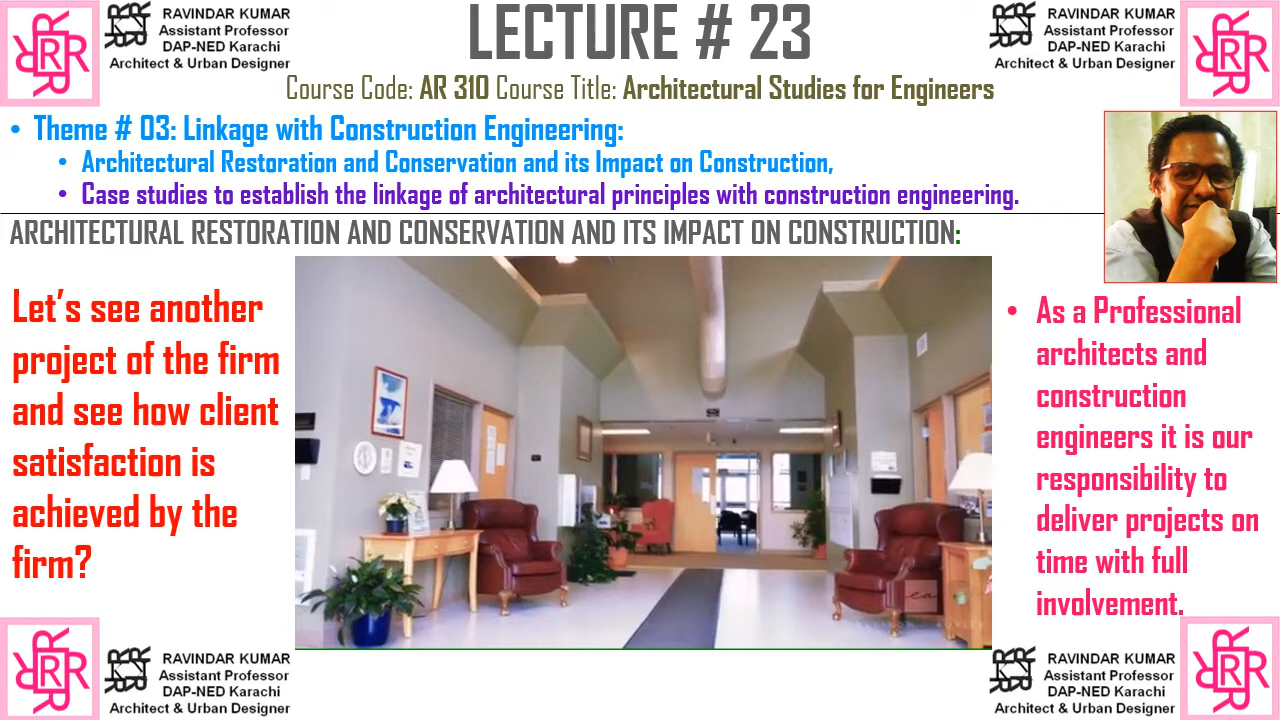 RAVINDAR KUMAR
Assistant Professor
DAP-NED Karachi
Architect & Urban Designer
LECTURE # 23
RAVINDAR KUMAR
Assistant Professor
DAP-NED Karachi
Architect & Urban Designer
Course Code: AR 310 Course Title: Architectural Studies for Engineers
• Theme # 03: Linkage with Construction Engineering:
• Architectural Restoration and Conservation and its Impact on Construction,
• Case studies to establish the linkage of architectural principles with construction engineering.
ARCHITECTURAL RESTORATION AND CONSERVATION AND ITS IMPACT ON CONSTRUCTION:
Let's see another
project of the firm
and see how client
satisfaction is
achieved by the
firm?
• As a Professional
architects and
construction
engineers it is our
responsibility to
deliver projects on
time with full
involvement.
RAVINDAR KUMAR
Assistant Professor
DAP-NED Karachi
Architect & Urban Designer
RAVINDAR KUMAR
Assistant Professor
DAP-NED Karachi
Architect & Urban Designer